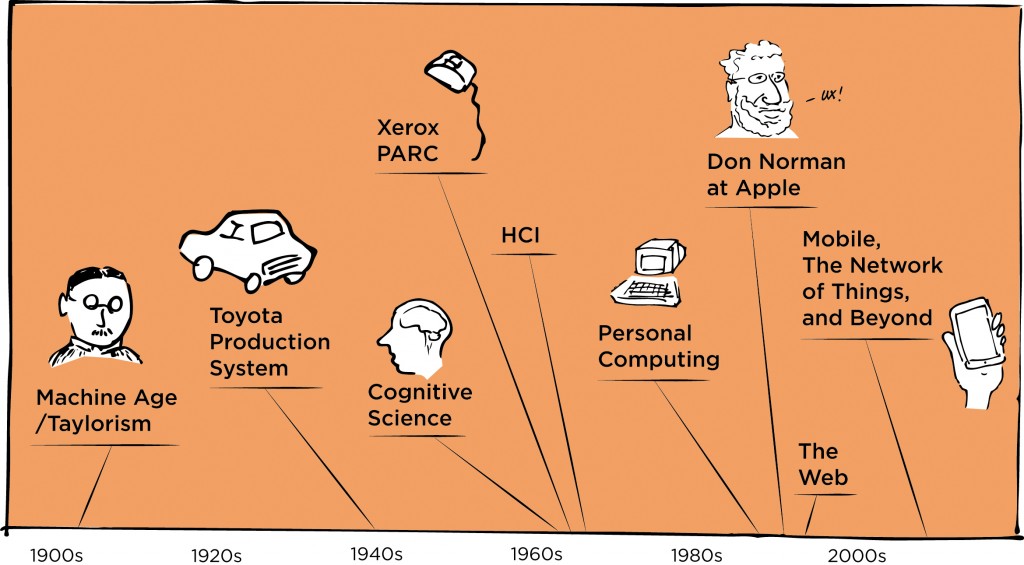 - ux!
Xerox
PARC
Don Norman
at Apple
HCI
Mobile,
The Network
of Things,
and Beyond
Toyota
Production
System
Personal
Computing
Machine Age
/Taylorism
Cognitive
Science
The
Web
1900s
1920s
1940s
1960s
1980s
2000s